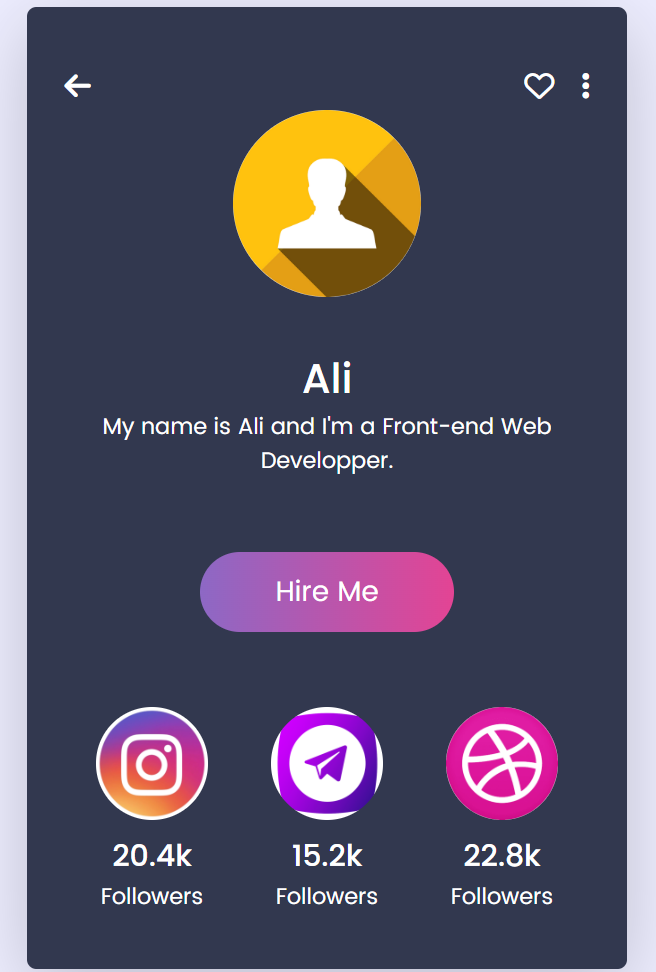 Ali
My name is Ali and I'm a Front-end Web
Developper.
Hire Me
20.4k
15.2k
22.8k
Followers
Followers
Followers